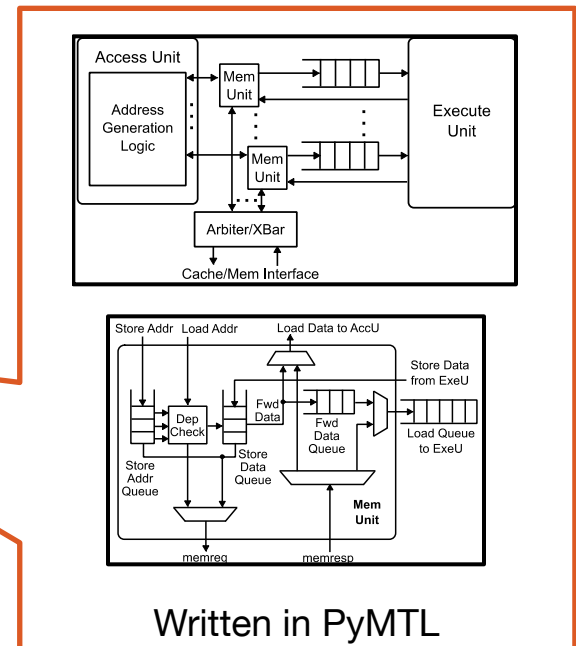 Access Unit
Address
Generation
Logic
Mem
Unit
Mem
Unit
Execute
Unit
Arbiter/XBar
Cache/Mem Interface
Store Addr
Load Addr
Load Data to AccU
Store Data
from ExeU
Dep
Check
Fwd
Data
Fwd
Data
Queue
Load Queue
to ExeU
Store
Addr
Queue
Store
Data
Queue
Mem
Unit
memreq
memresp
Written in PyMTL